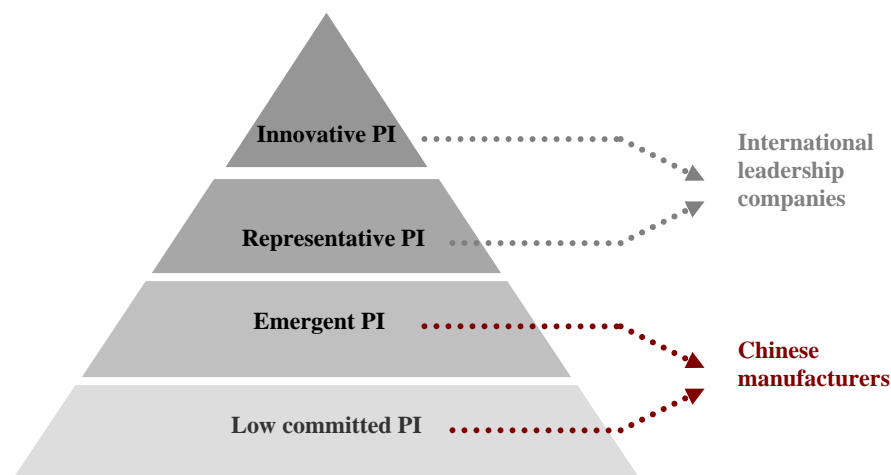 Innovative PI
International
leadership
companies
Representative PI
Emergent PI
Chinese
manufacturers
Low committed PI